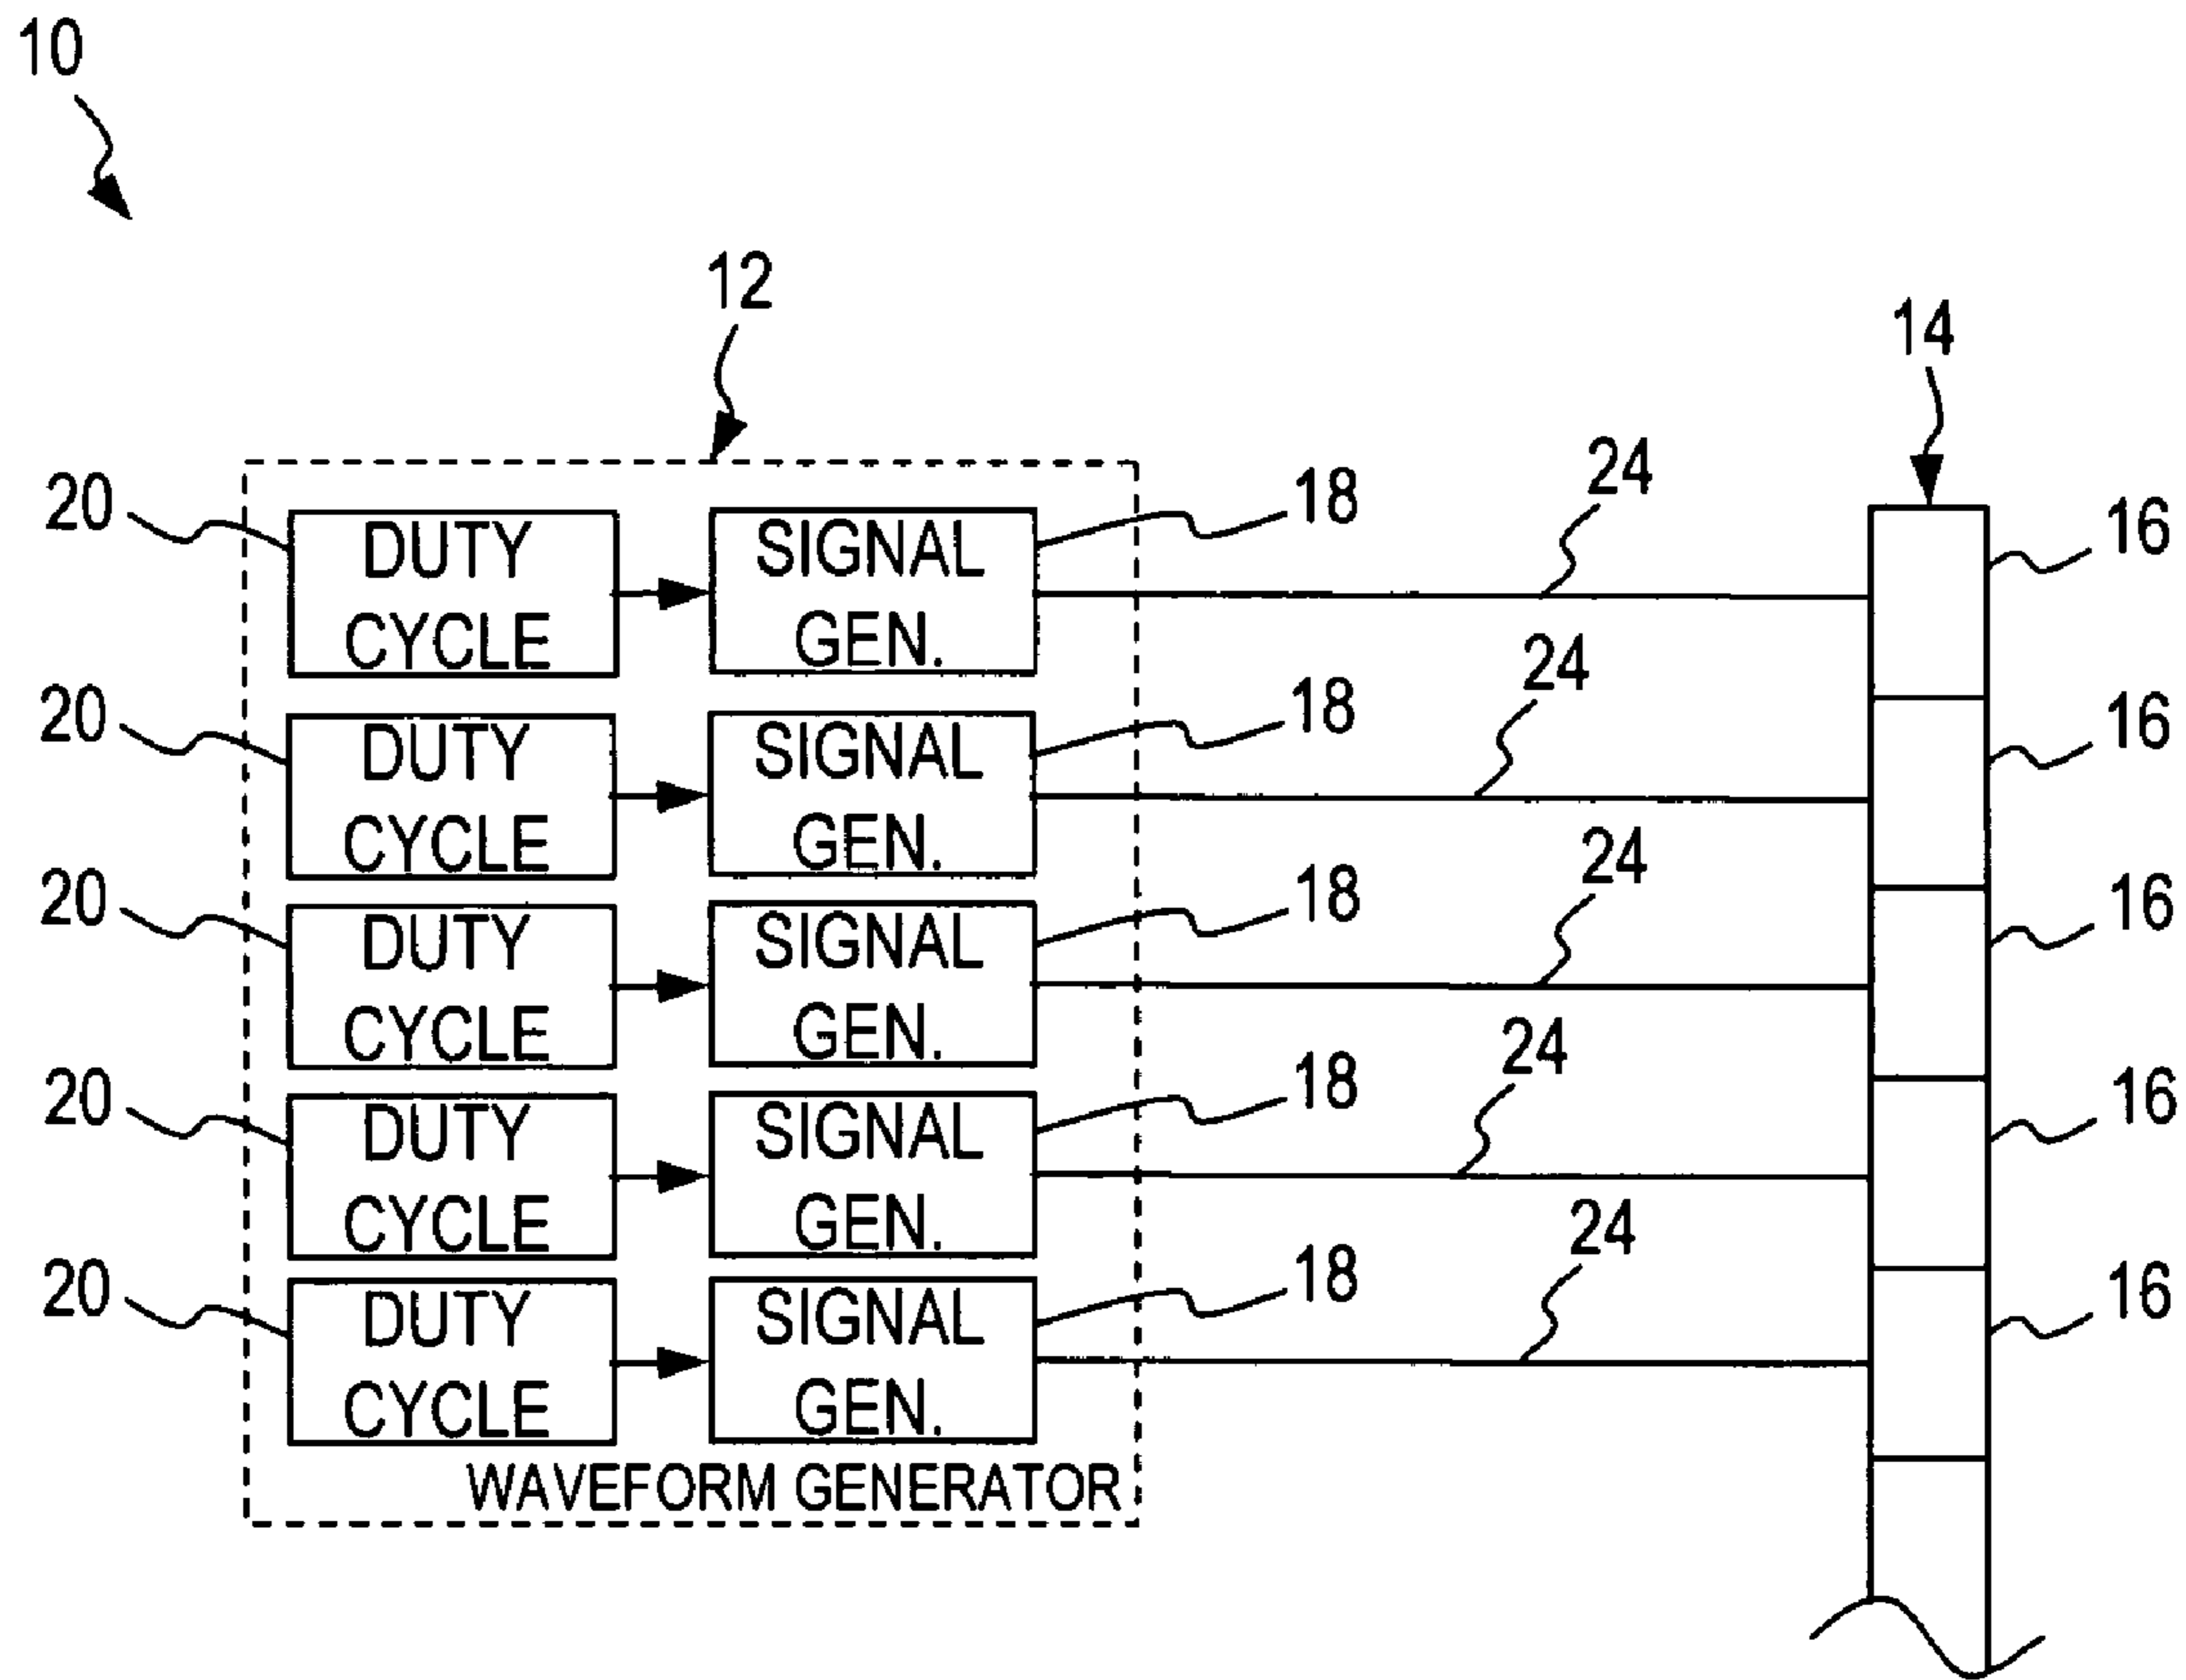 10
12
14
20
DUTY
CYCLE
SIGNAL
GEN.
18
24
16
20
DUTY
CYCLE
SIGNAL
GEN.
18
24
16
20
DUTY
CYCLE
SIGNAL
GEN.
18
24
16
20
DUTY
CYCLE
SIGNAL
GEN.
18
24
16
20
DUTY
CYCLE
SIGNAL
GEN.
18
24
16
WAVEFORM GENERATOR